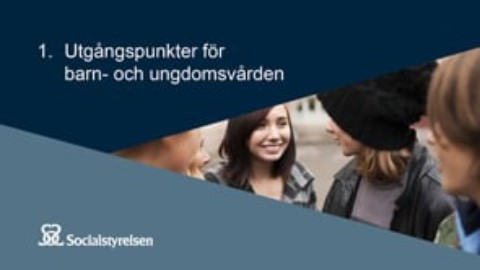 1. Utgångspunkter för
barn- och ungdomsvården
Socialstyrelsen